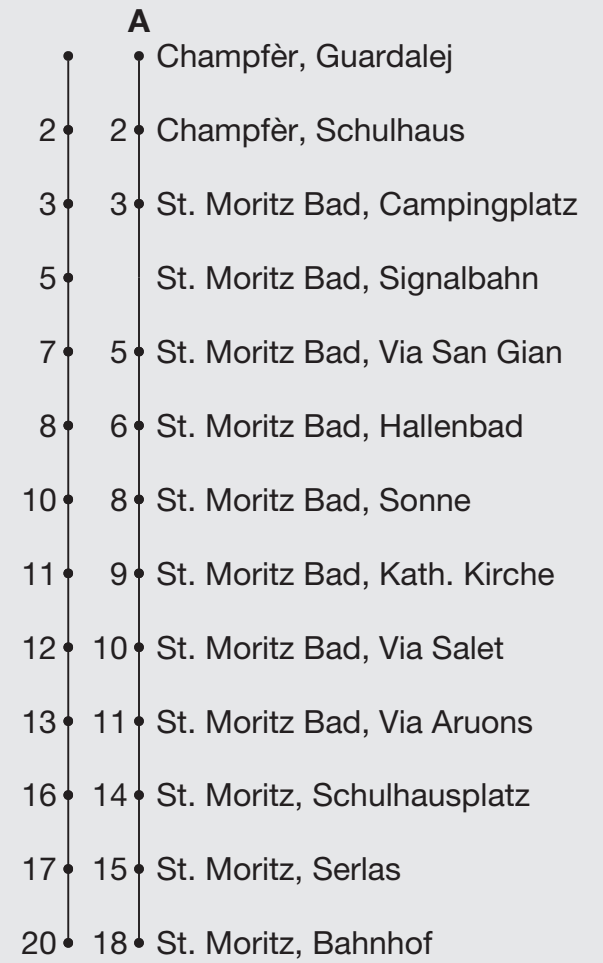 A
Champfèr, Guardalej
2 2 Champfèr, Schulhaus
3 3 St. Moritz Bad, Campingplatz
5 St. Moritz Bad, Signalbahn
7 5 St. Moritz Bad, Via San Gian
8 6 St. Moritz Bad, Hallenbad
10 8 St. Moritz Bad, Sonne
11 9 St. Moritz Bad, Kath. Kirche
12 10 St. Moritz Bad, Via Salet
13 11 St. Moritz Bad, Via Aruons
16 14 St. Moritz, Schulhausplatz
17 15 St. Moritz, Serlas
20 18 St. Moritz, Bahnhof